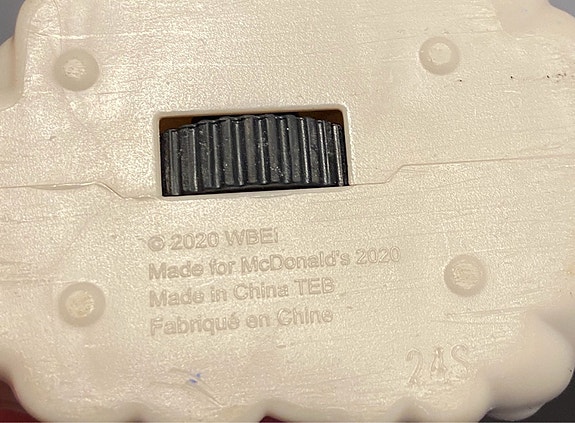 © 2020 WBEI
Made for McDonald's 2020
Made in China TEB
Fabriqué en Chine
24S